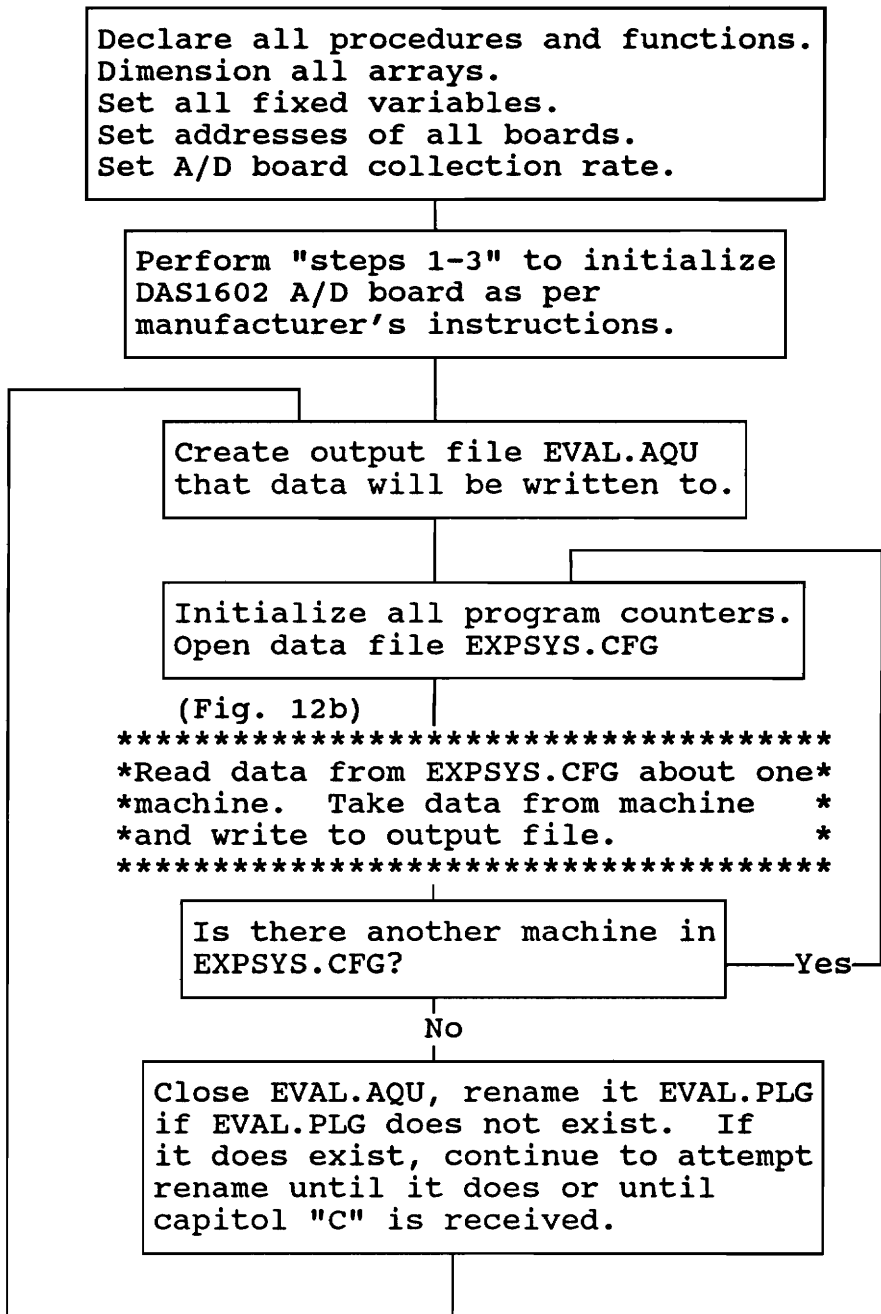 Declare all procedures and functions.
Dimension all arrays.
Set all fixed variables.
Set addresses of all boards.
Set A/D board collection rate.
Perform "steps 1-3" to initialize
DAS1602 A/D board as per
manufacturer's instructions.
Create output file EVAL.AQU
that data will be written to.
Initialize all program counters.
Open data file EXPSYS.CFG
(Fig. 12b)
*************************************
*Read data from EXPSYS.CFG about one*
*machine.  Take data from machine   *
*and write to output file.          *
*************************************
Is there another machine in
EXPSYS.CFG?
Yes
No
Close EVAL.AQU, rename it EVAL.PLG
if EVAL.PLG does not exist.  If
it does exist, continue to attempt
rename until it does or until
capitol "C" is received.